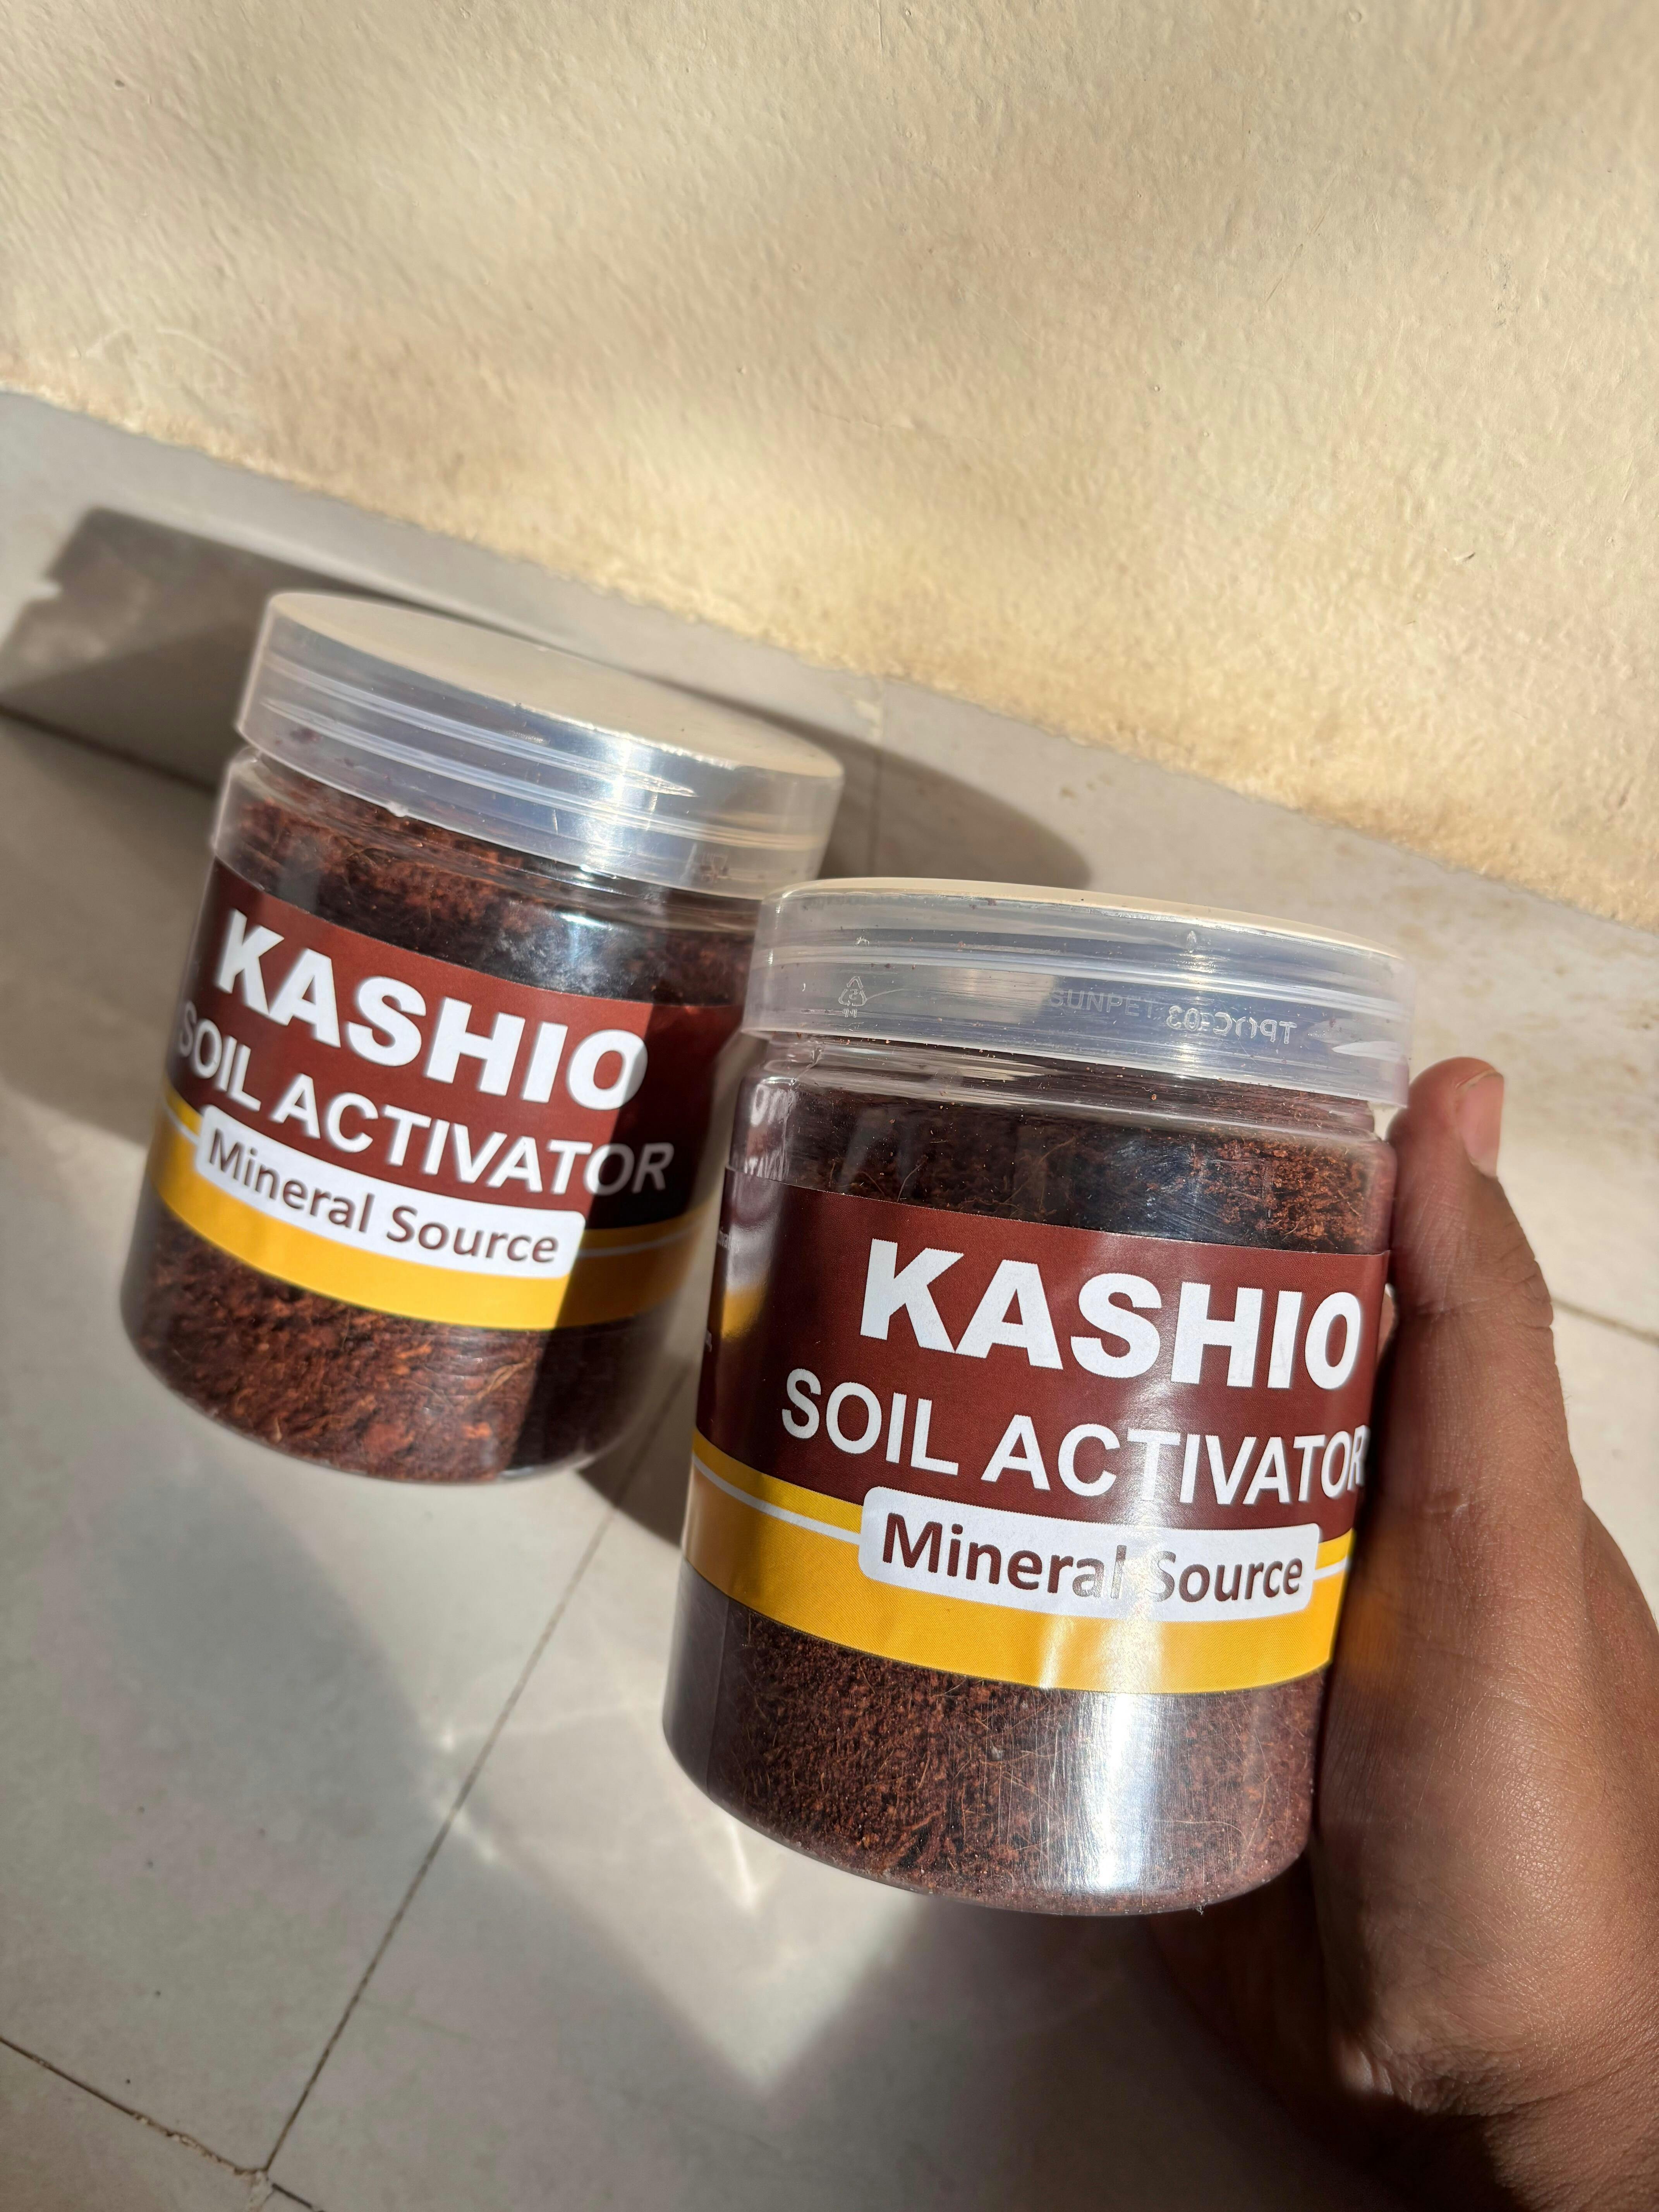 KASHIO
SOIL ACTIVATOR
Mineral Source
SUNPET
KASHIO
SOIL ACTIVATOR
Mineral Source